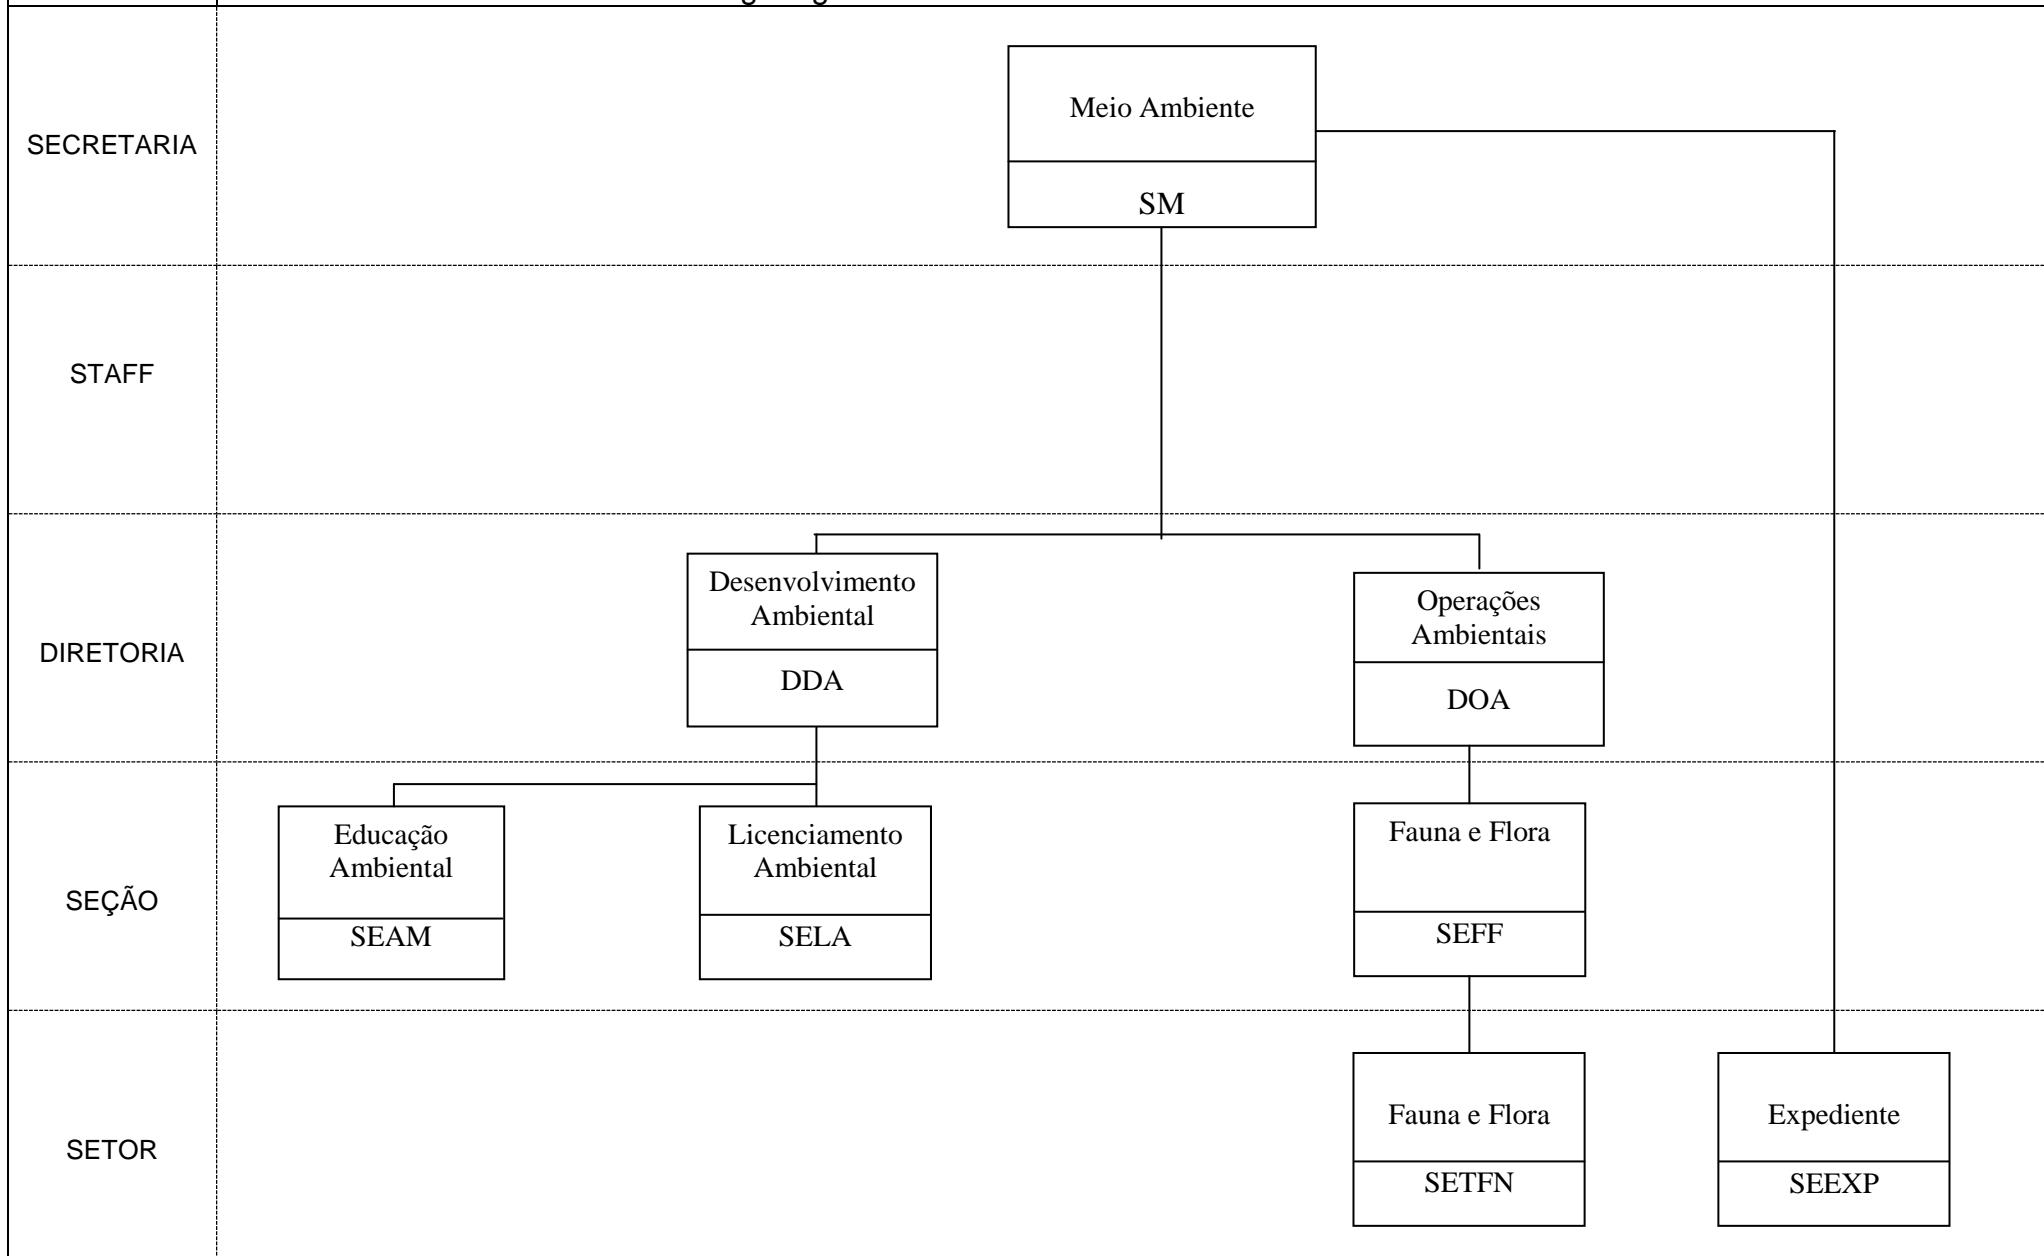 SECRETARIA
Meio Ambiente
SM
STAFF
DIRETORIA
Desenvolvimento
Ambiental
DDA
Operações
Ambientais
DOA
SEÇÃO
Educação
Ambiental
SEAM
Licenciamento
Ambiental
SELA
Fauna e Flora
SEFF
SETOR
Fauna e Flora
SETFN
Expediente
SEEXP